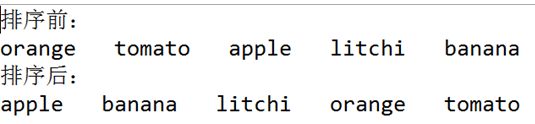 排序前：
orange tomato apple litchi banana
排序后：
apple banana litchi orange tomato